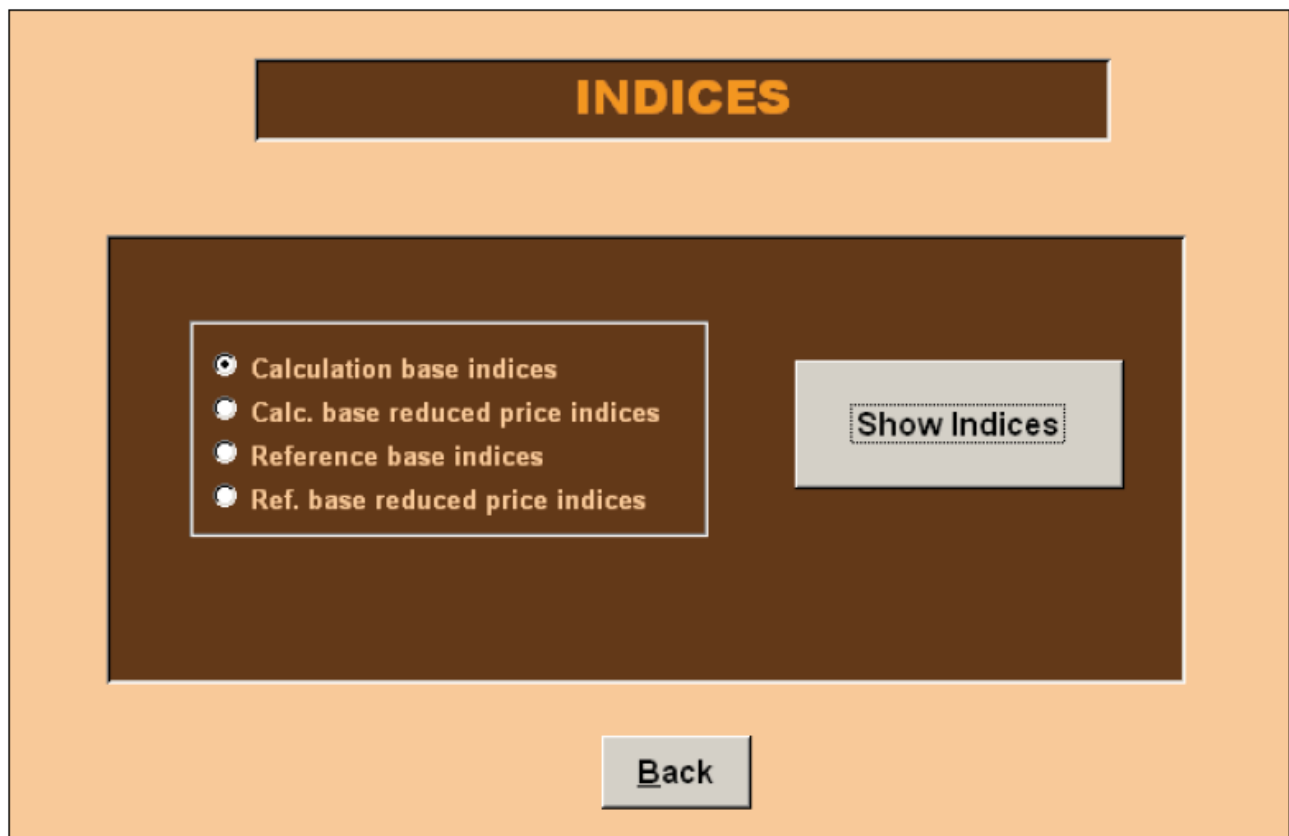 INDICES
Calculation base indices
Calc. base reduced price indices
Reference base indices
Ref. base reduced price indices
Show Indices
Back